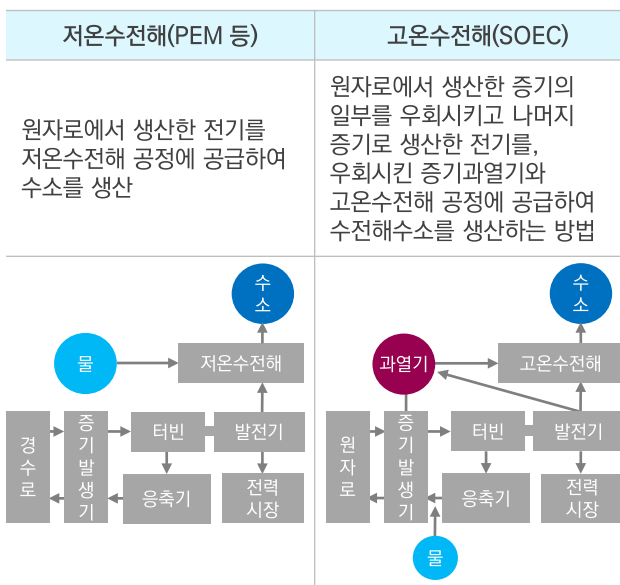 저온수전해(PEM 등)
고온수전해(SOEC)
원자로에서 생산한 전기를
저온수전해 공정에 공급하여
수소를 생산
원자로에서 생산한 증기의
일부를 우회시키고 나머지
증기로 생산한 전기를,
우회시킨 증기과열기와
고온수전해 공정에 공급하여
수전해수소를 생산하는 방법
수
소
물
저온수전해
경
수
로
증
기
발
생
기
터빈
발전기
응축기
전력
시장
수
소
과열기
고온수전해
원
자
로
증
기
발
생
기
터빈
발전기
응축기
전력
시장
물